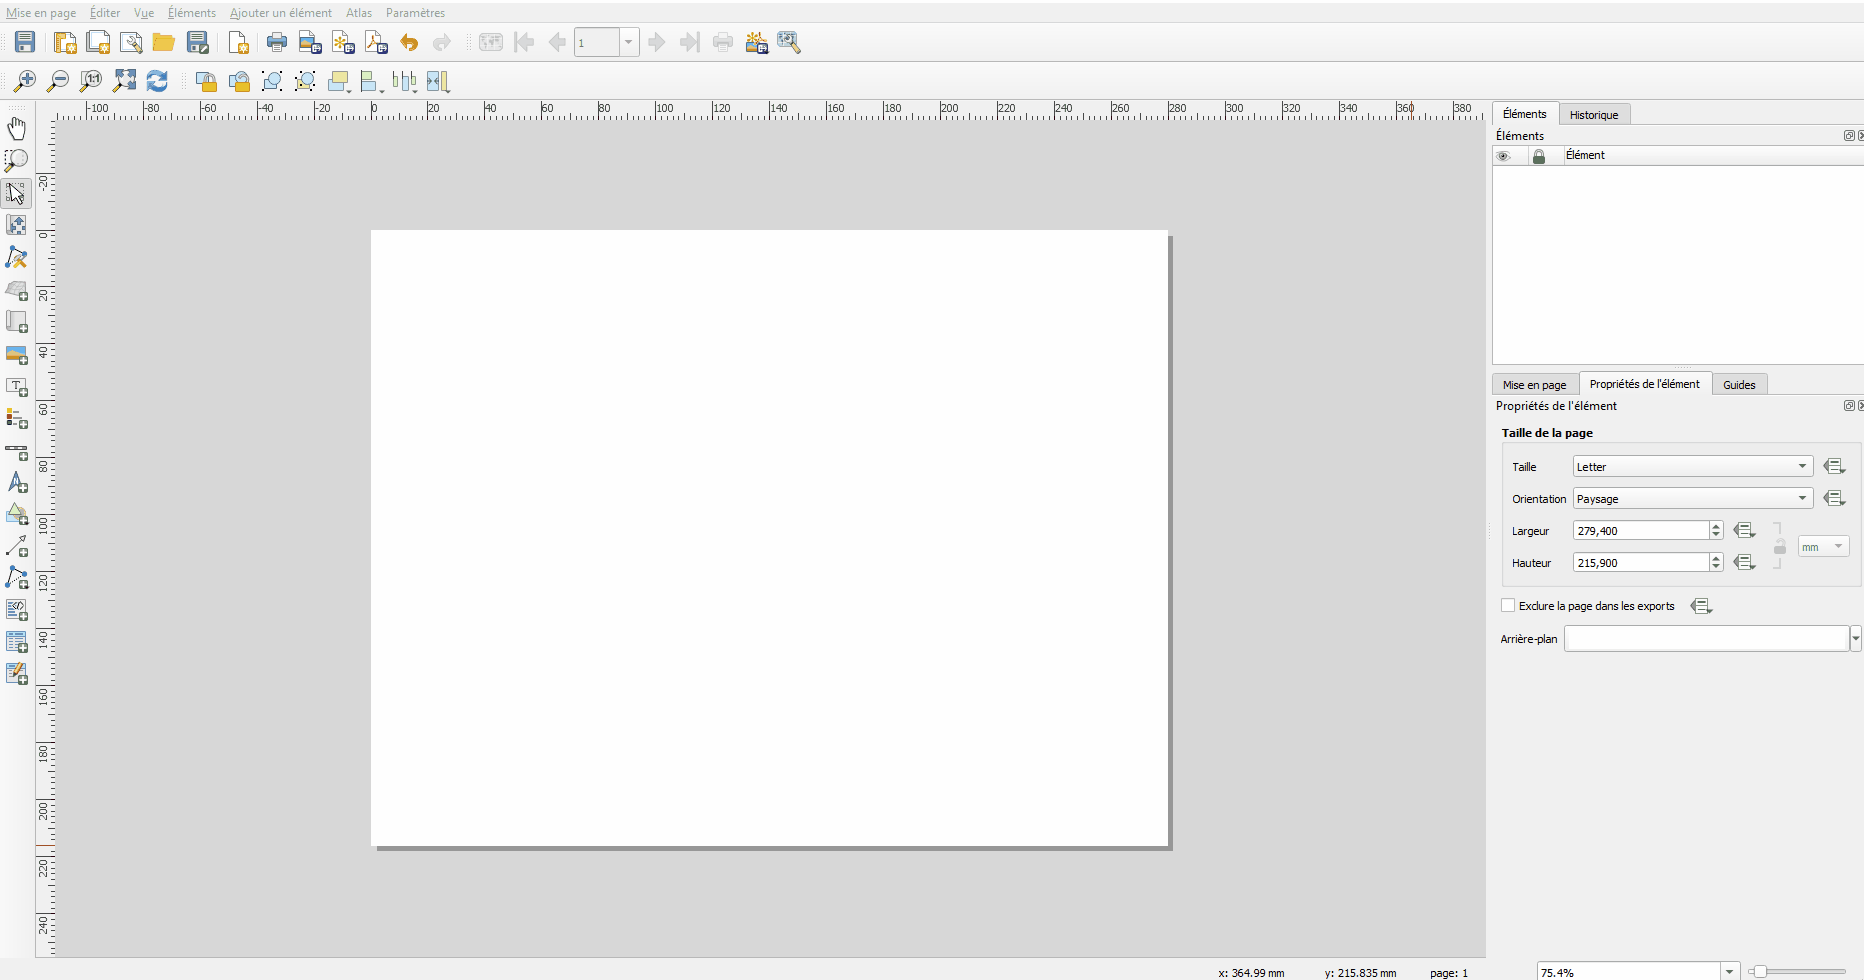 Mise en page Éditer Vue Éléments Ajouter un élément Atlas Paramètres
1
1:1
-100 -80 -60 -40 -20 0 20 40 60 80 100 120 140 160 180 200 220 240 260 280 300 320 340 360 380
-20
0
20
40
60
80
100
120
140
160
180
200
220
240
T
Éléments Historique
Éléments
Élément
Mise en page Propriétés de l'élément Guides
Propriétés de l'élément
Taille de la page
Taille Letter
Orientation Paysage
Largeur 279,400
mm
Hauteur 215,900
Exclure la page dans les exports
Arrière-plan
x: 364.99 mm y: 215.835 mm page: 1 75.4%